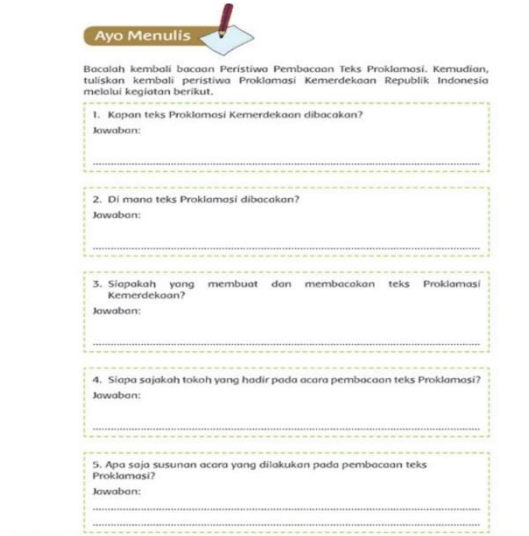 Ayo Menulis
Bacalah kembali bacaan Peristiwa Pembacaan Teks Proklamasi. Kemudian,
tuliskan kembali peristiwa Proklamasi Kemerdekaan Republik Indonesia
melalui kegiatan berikut.
1. Kapan teks Proklamasi Kemerdekaan dibacakan?
Jawaban:
2. Di mana teks Proklamasi dibacakan?
Jawaban:
3. Siapakah yang membuat dan membacakan teks Proklamasi
Kemerdekaan?
Jawaban:
4. Siapa sajakah tokoh yang hadir pada acara pembacaan teks Proklamasi?
Jawaban:
5. Apa saja susunan acara yang dilakukan pada pembacaan teks
Proklamasi?
Jawaban: